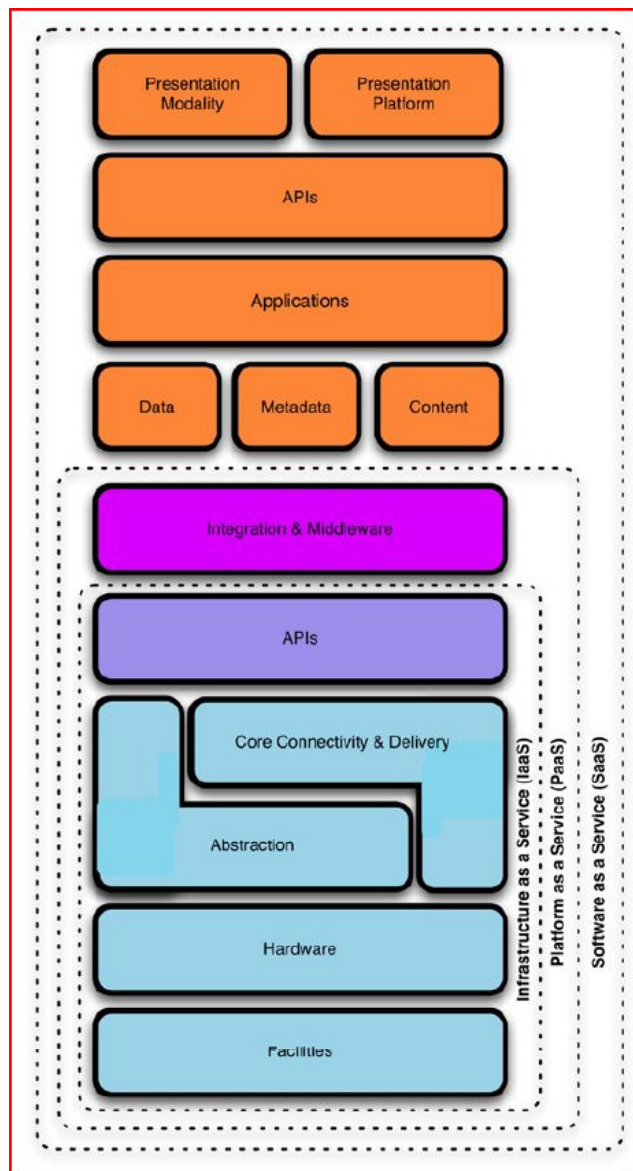 Presentation
Modality
Presentation
Platform
APIs
Applications
Data
Metadata
Content
Integration & Middleware
APIs
Core Connectivity & Delivery
Abstraction
Hardware
Facilities
Infrastructure as a Service (IaaS)
Platform as a Service (PaaS)
Software as a Service (SaaS)